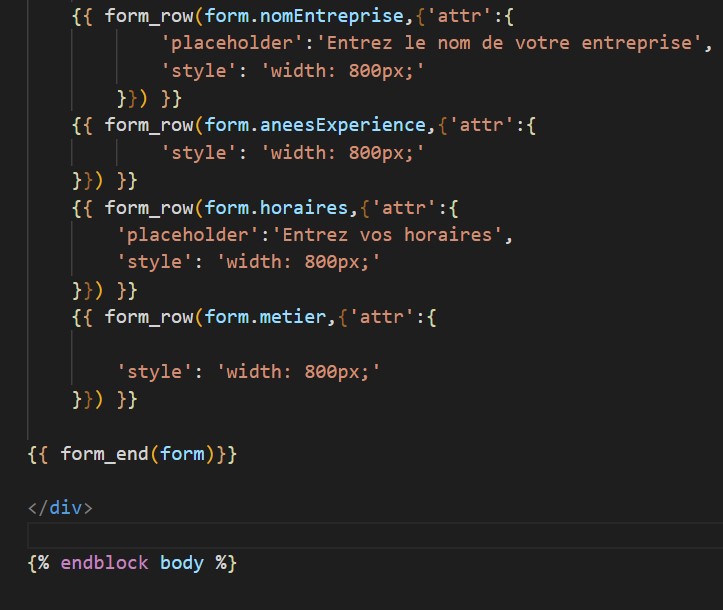 {{ form_row(form.nomEntreprise,{'attr':{
'placeholder':'Entrez le nom de votre entreprise',
'style': 'width: 800px;'
}}) }}
{{ form_row(form.aneesExperience,{'attr':{
'style': 'width: 800px;'
}}) }}
{{ form_row(form.horaires,{'attr':{
'placeholder':'Entrez vos horaires',
'style': 'width: 800px;'
}}) }}
{{ form_row(form.metier,{'attr':{
'style': 'width: 800px;'
}}) }}
{{ form_end(form)}}
</div>
{% endblock body %}